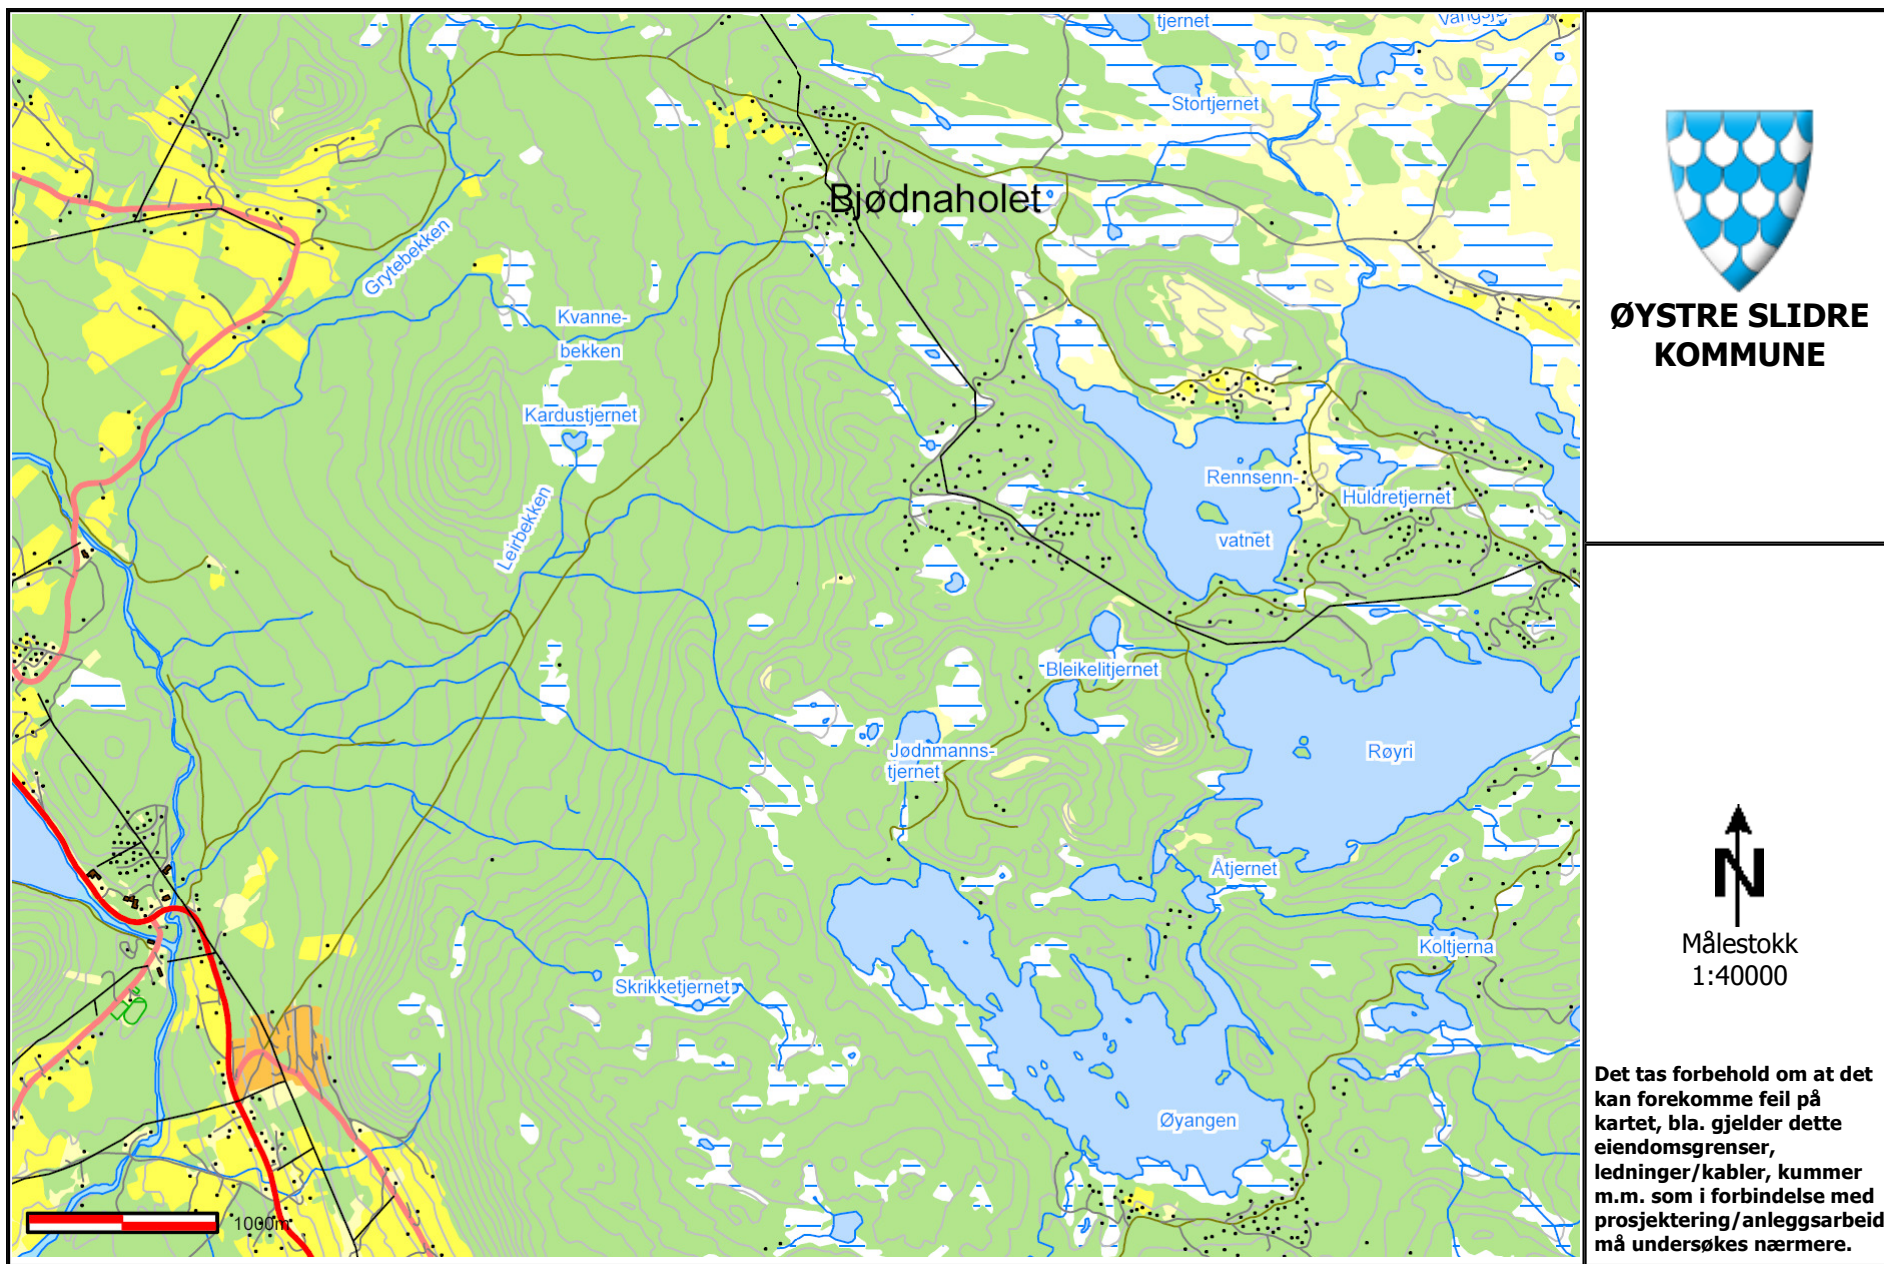 tjernet
Stortjernet
Bjødnaholet
Grytebekken
Kvanne-
bekken
Kardustjernet
Leirbekken
Rennsenn-
vatnet
Huldretjernet
Bleikelitjernet
Jødnmanns-
tjernet
Røyri
Åtjernet
Koltjerna
Skrikketjernet
Øyangen
1000m
ØYSTRE SLIDRE
KOMMUNE
N
Målestokk
1:40000
Det tas forbehold om at det
kan forekomme feil på
kartet, bla. gjelder dette
eiendomsgrenser,
ledninger/kabler, kummer
m.m. som i forbindelse med
prosjektering/anleggsarbeid
må undersøkes nærmere.